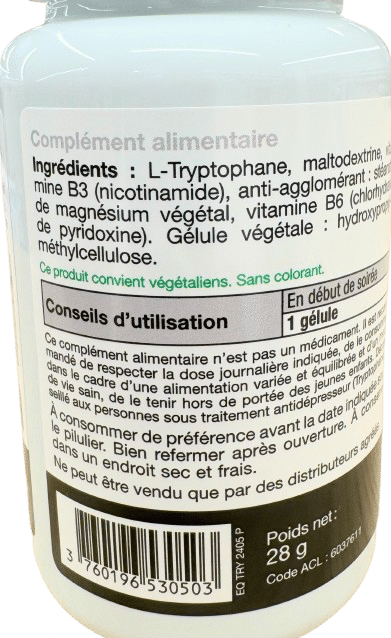 Complément alimentaire
Ingrédients : L-Tryptophane, maltodextrine,
mine B3 (nicotinamide), anti-agglomérant :
de magnésium végétal, vitamine B6
de pyridoxine). Gélule végétale :
méthylcellulose.
Ce produit convient végétaliens. Sans colorant.
En début de soirée
Conseils d’utilisation
1 gélule
Ce complément alimentaire n’est pas un médicament. Il est
mandé de respecter la dose journalière indiquée, de le
dans le cadre d’une alimentation variée et équilibrée et
de vie sain, de le tenir hors de portée des jeunes enfants.
seillé aux personnes sous traitement antidépresseur
À consommer de préférence avant la date indiquée
le pilulier. Bien refermer après ouverture. À
dans un endroit sec et frais.
Ne peut être vendu que par des distributeurs agréés
EQ TRY 2405 P
Poids net:
28 g
Code ACL : 6037611
3 760196 530503